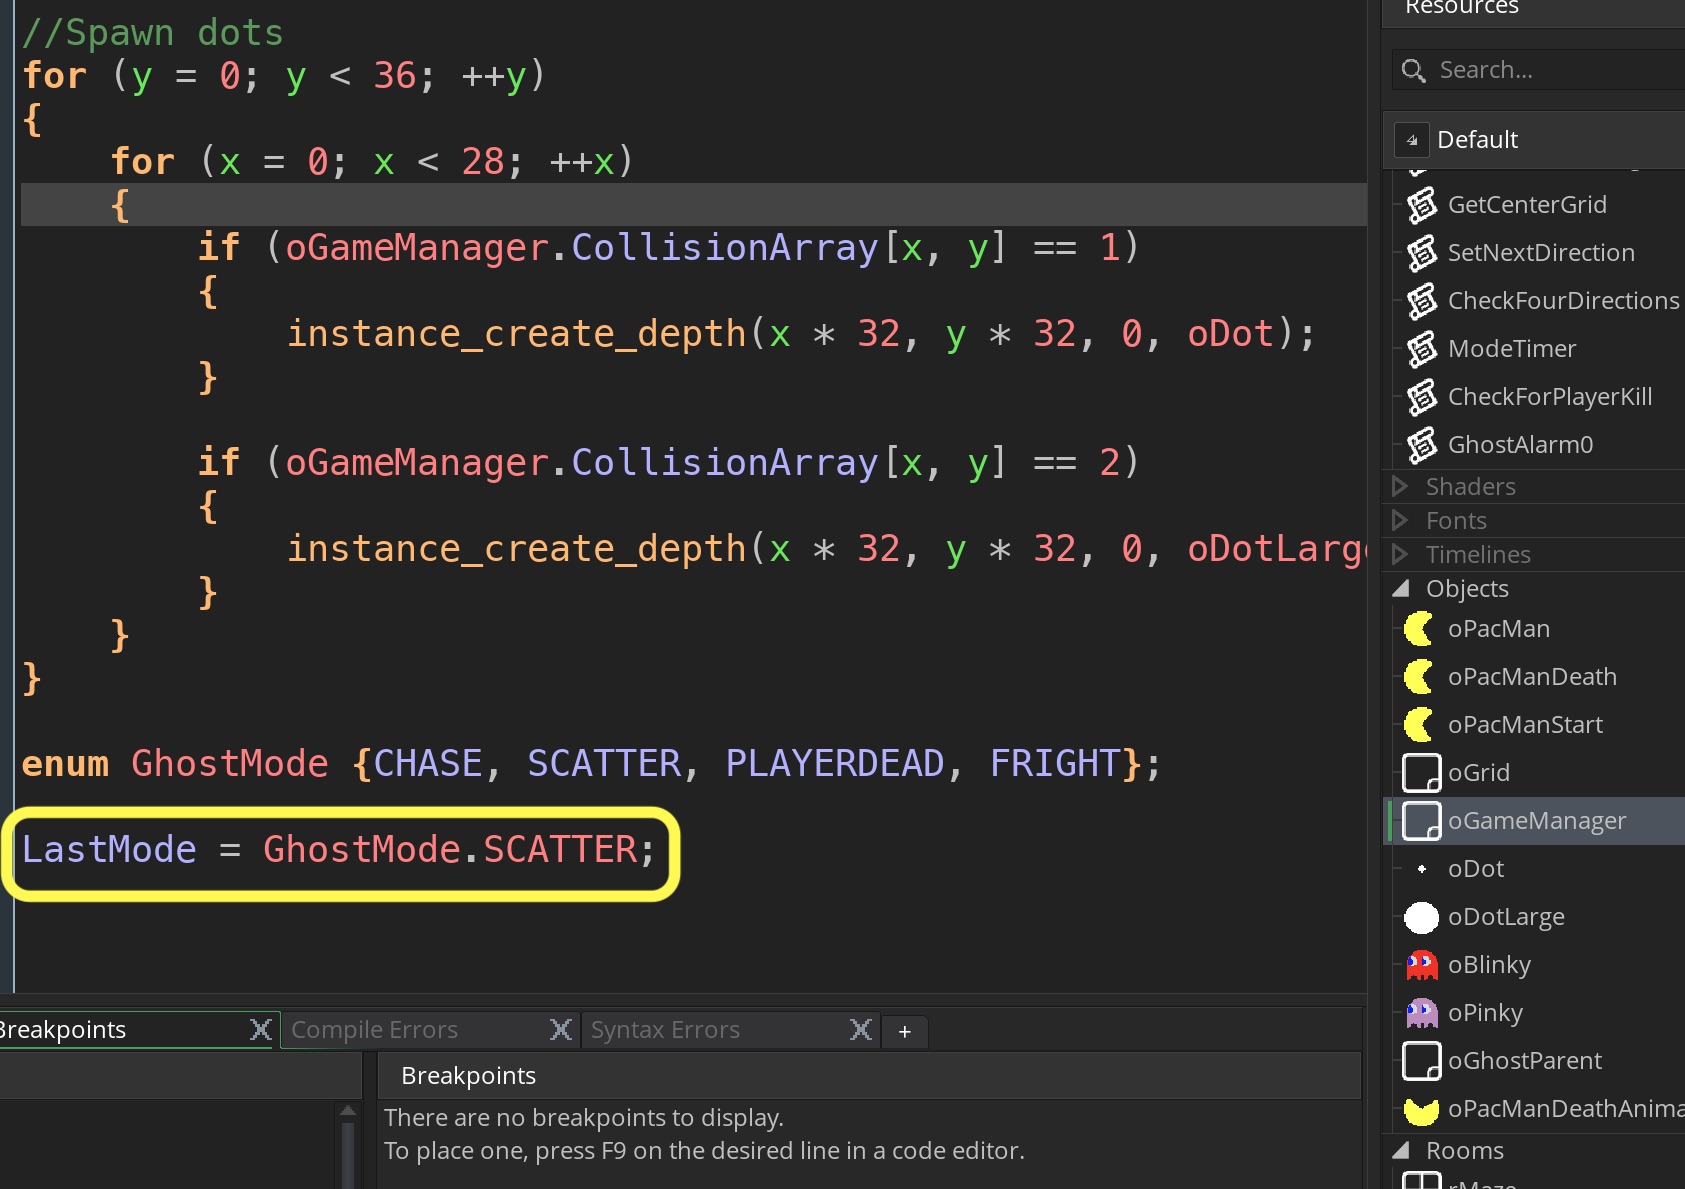 //Spawn dots
for (y = 0; y < 36; ++y)
{
    for (x = 0; x < 28; ++x)
    {
        if (oGameManager.CollisionArray[x, y] == 1)
        {
            instance_create_depth(x * 32, y * 32, 0, oDot);
        }

        if (oGameManager.CollisionArray[x, y] == 2)
        {
            instance_create_depth(x * 32, y * 32, 0, oDotLarge
        }
    }
}

enum GhostMode {CHASE, SCATTER, PLAYERDEAD, FRIGHT};

LastMode = GhostMode.SCATTER;
Breakpoints
Compile Errors
Syntax Errors
+
Breakpoints
There are no breakpoints to display.
To place one, press F9 on the desired line in a code editor.
Resources
Search...
Default
GetCenterGrid
SetNextDirection
CheckFourDirections
ModeTimer
CheckForPlayerKill
GhostAlarm0
Shaders
Fonts
Timelines
Objects
oPacMan
oPacManDeath
oPacManStart
oGrid
oGameManager
oDot
oDotLarge
oBlinky
oPinky
oGhostParent
oPacManDeathAnima
Rooms
rMaze